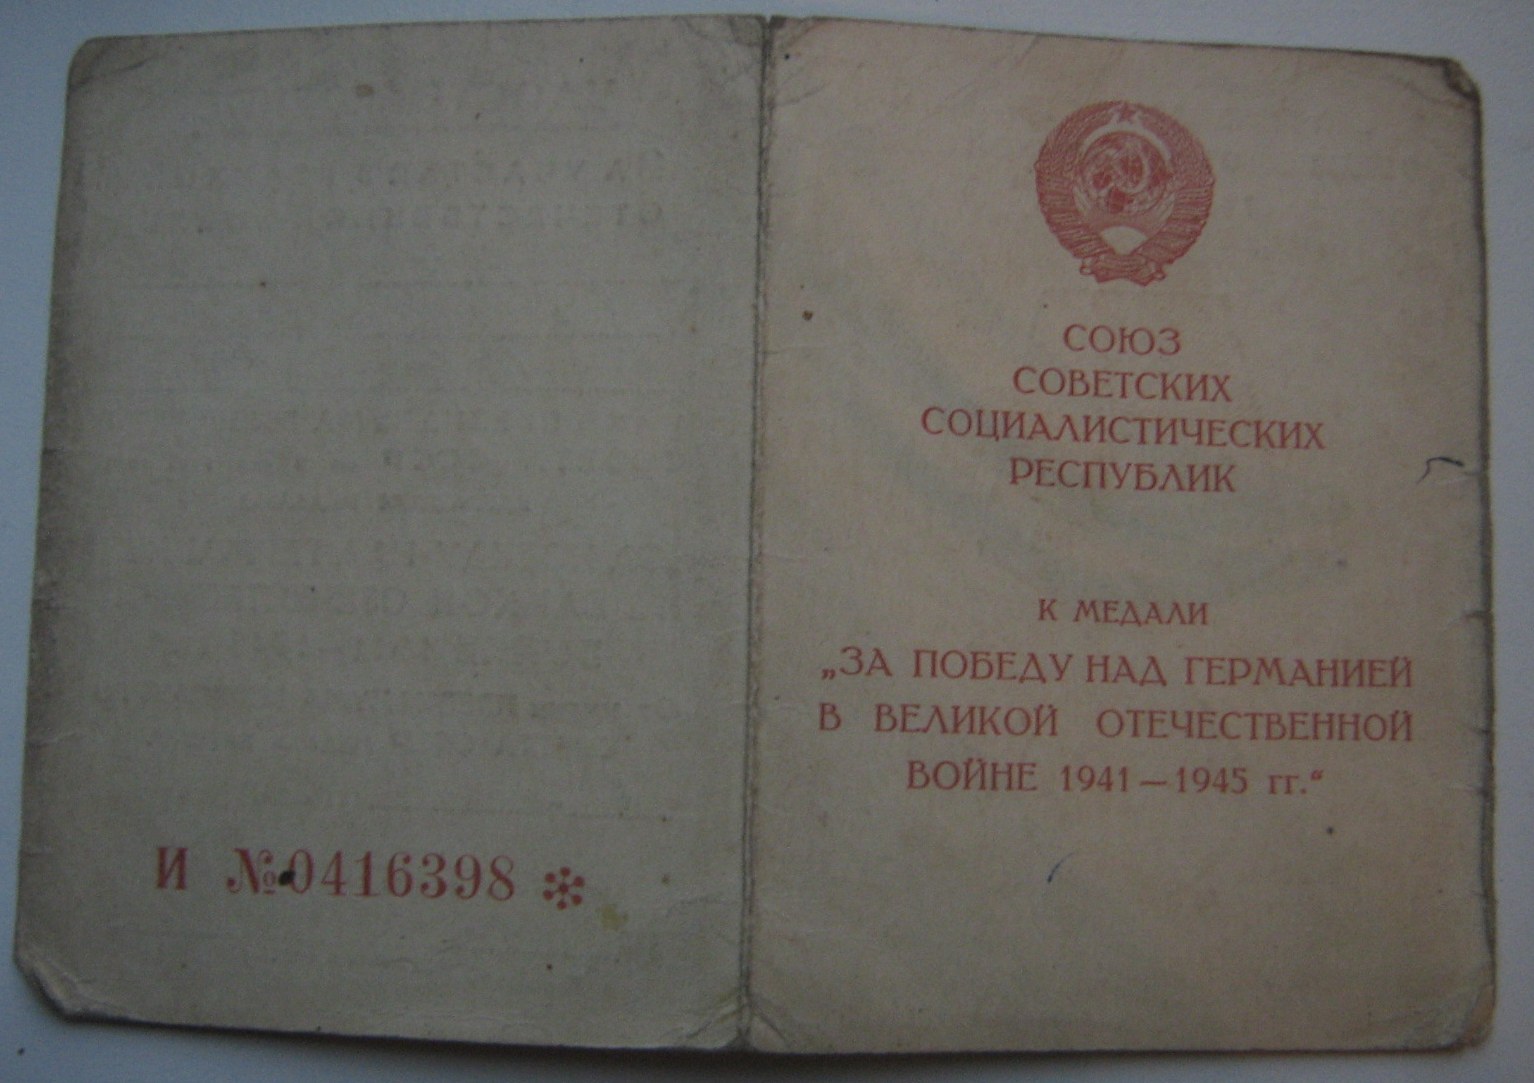 И №0416398
СОЮЗ
СОВЕТСКИХ
СОЦИАЛИСТИЧЕСКИХ
РЕСПУБЛИК
К МЕДАЛИ
„ЗА ПОБЕДУ НАД ГЕРМАНИЕЙ
В ВЕЛИКОЙ ОТЕЧЕСТВЕННОЙ
ВОЙНЕ 1941—1945 гг.“